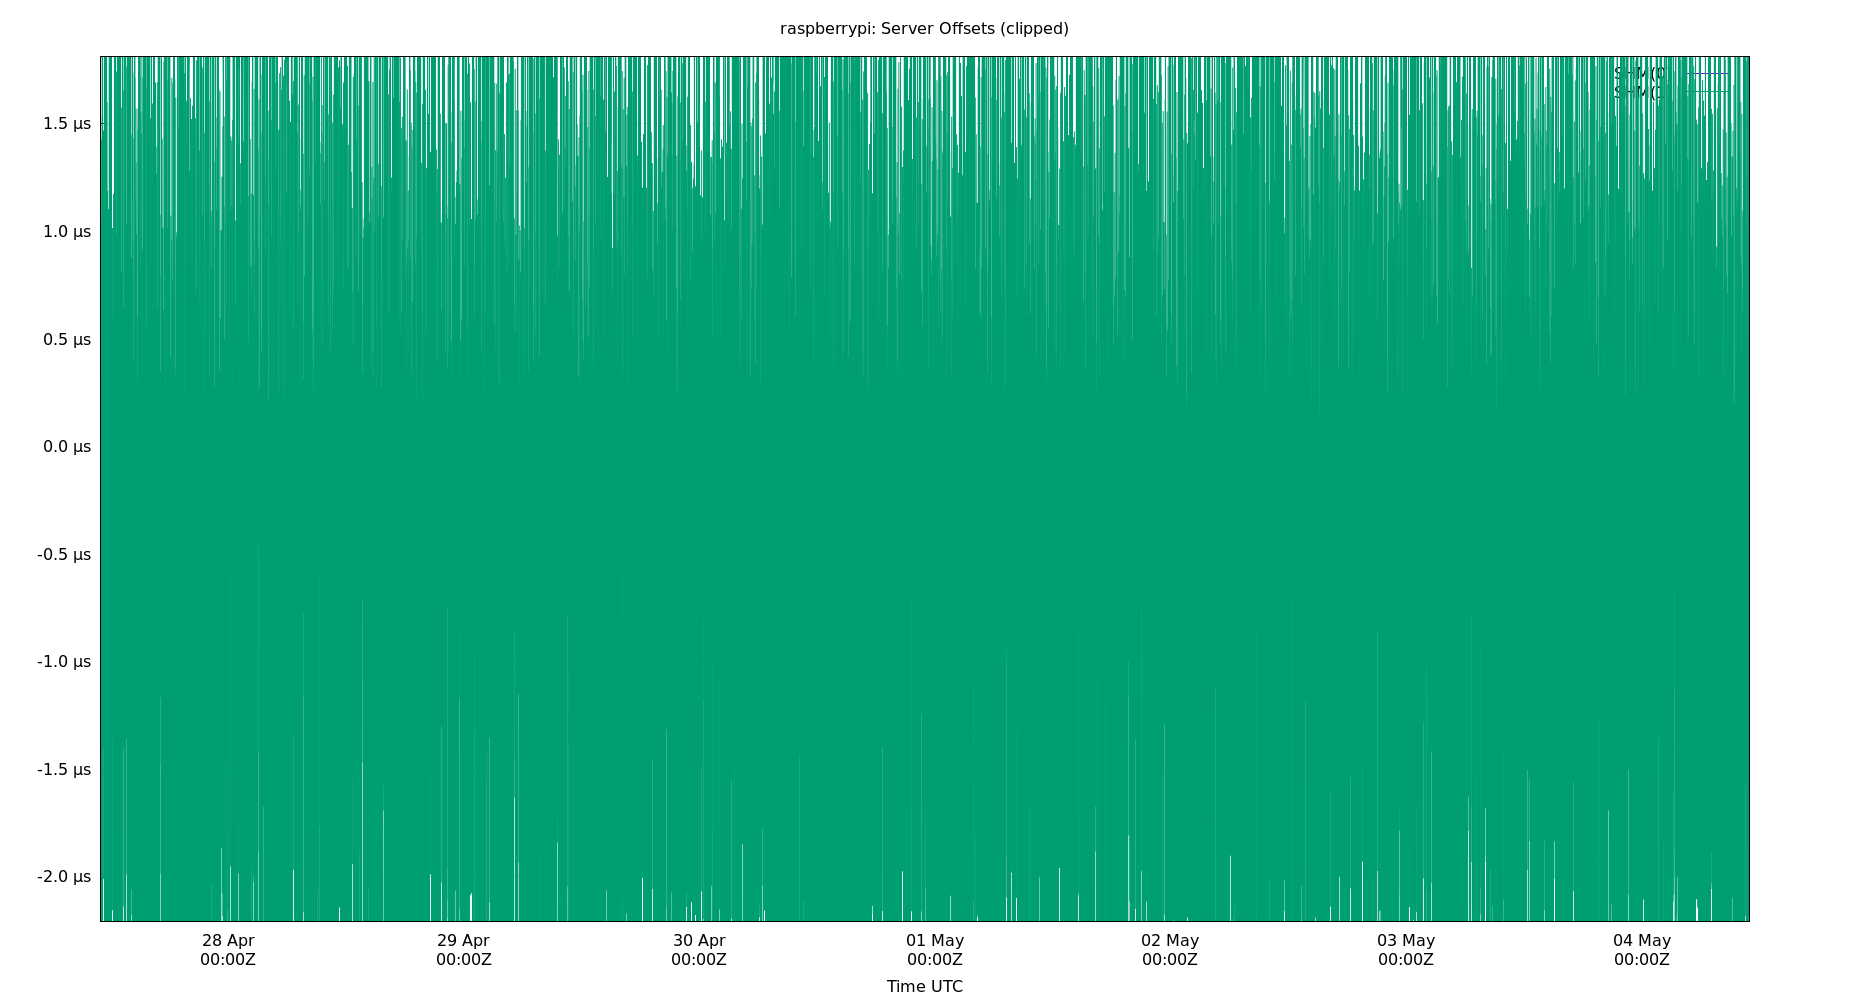 raspberrypi: Server Offsets (clipped)
1.5 µs
1.0 µs
0.5 µs
0.0 µs
-0.5 µs
-1.0 µs
-1.5 µs
-2.0 µs
28 Apr 29 Apr 30 Apr 01 May 02 May 03 May 04 May
00:00Z 00:00Z 00:00Z 00:00Z 00:00Z 00:00Z 00:00Z
Time UTC